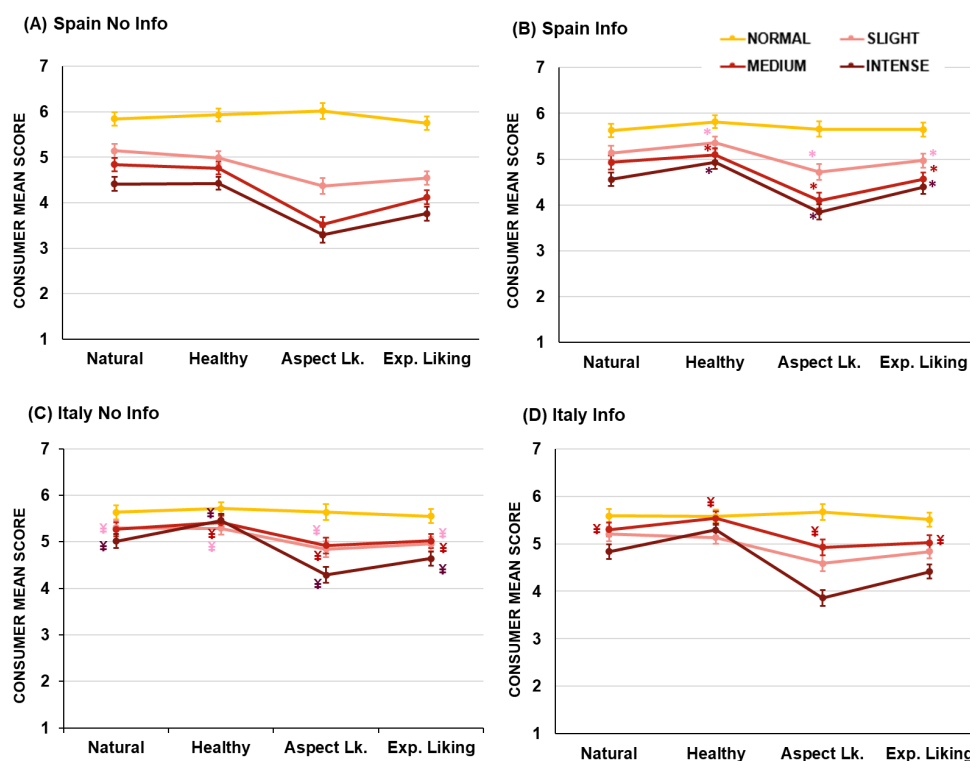 (A) Spain No Info
CONSUMER MEAN SCORE
7
6
5
4
3
2
1
Natural Healthy Aspect Lk. Exp. Liking
(B) Spain Info
NORMAL SLIGHT
MEDIUM INTENSE
CONSUMER MEAN SCORE
7
6
5
4
3
2
1
* * * *
* * *
* * *
Natural Healthy Aspect Lk. Exp. Liking
(C) Italy No Info
CONSUMER MEAN SCORE
7
6
5
4
3
2
1
¥ ¥ ¥ ¥
¥ ¥ ¥ ¥
¥ ¥ ¥
Natural Healthy Aspect Lk. Exp. Liking
(D) Italy Info
CONSUMER MEAN SCORE
7
6
5
4
3
2
1
¥ ¥ ¥ ¥
Natural Healthy Aspect Lk. Exp. Liking